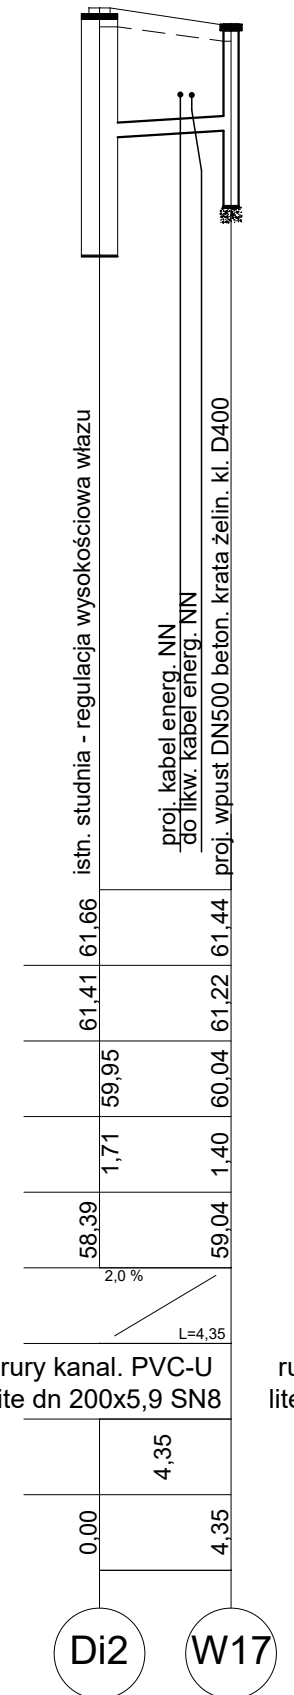 istn. studnia - regulacja wysokościowa włazu
proj. kabel energ. NN
do likw. kabel energ. NN
proj. wpust DN500 beton. krata żelin. kl. D400
61,66 61,44
61,41 61,22
59,95 60,04
1,71 1,40
58,39 59,04
2,0 %
L=4,35
rury kanal. PVC-U
ite dn 200x5,9 SN8
ru
lite
4,35
0,00 4,35
Di2 W17